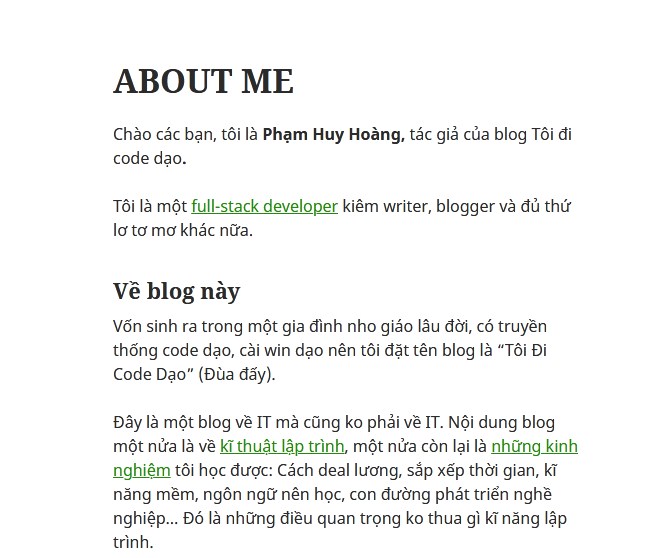 ABOUT ME
Chào các bạn, tôi là Phạm Huy Hoàng, tác giả của blog Tôi đi
code dạo.
Tôi là một full-stack developer kiêm writer, blogger và đủ thứ
lơ tơ mơ khác nữa.
Về blog này
Vốn sinh ra trong một gia đình nho giáo lâu đời, có truyền
thống code dạo, cài win dạo nên tôi đặt tên blog là “Tôi Đi
Code Dạo” (Đùa đấy).
Đây là một blog về IT mà cũng ko phải về IT. Nội dung blog
một nửa là về kĩ thuật lập trình, một nửa còn lại là những kinh
nghiệm tôi học được: Cách deal lương, sắp xếp thời gian, kĩ
năng mềm, ngôn ngữ nên học, con đường phát triển nghề
nghiệp… Đó là những điều quan trọng ko thua gì kĩ năng lập
trình.